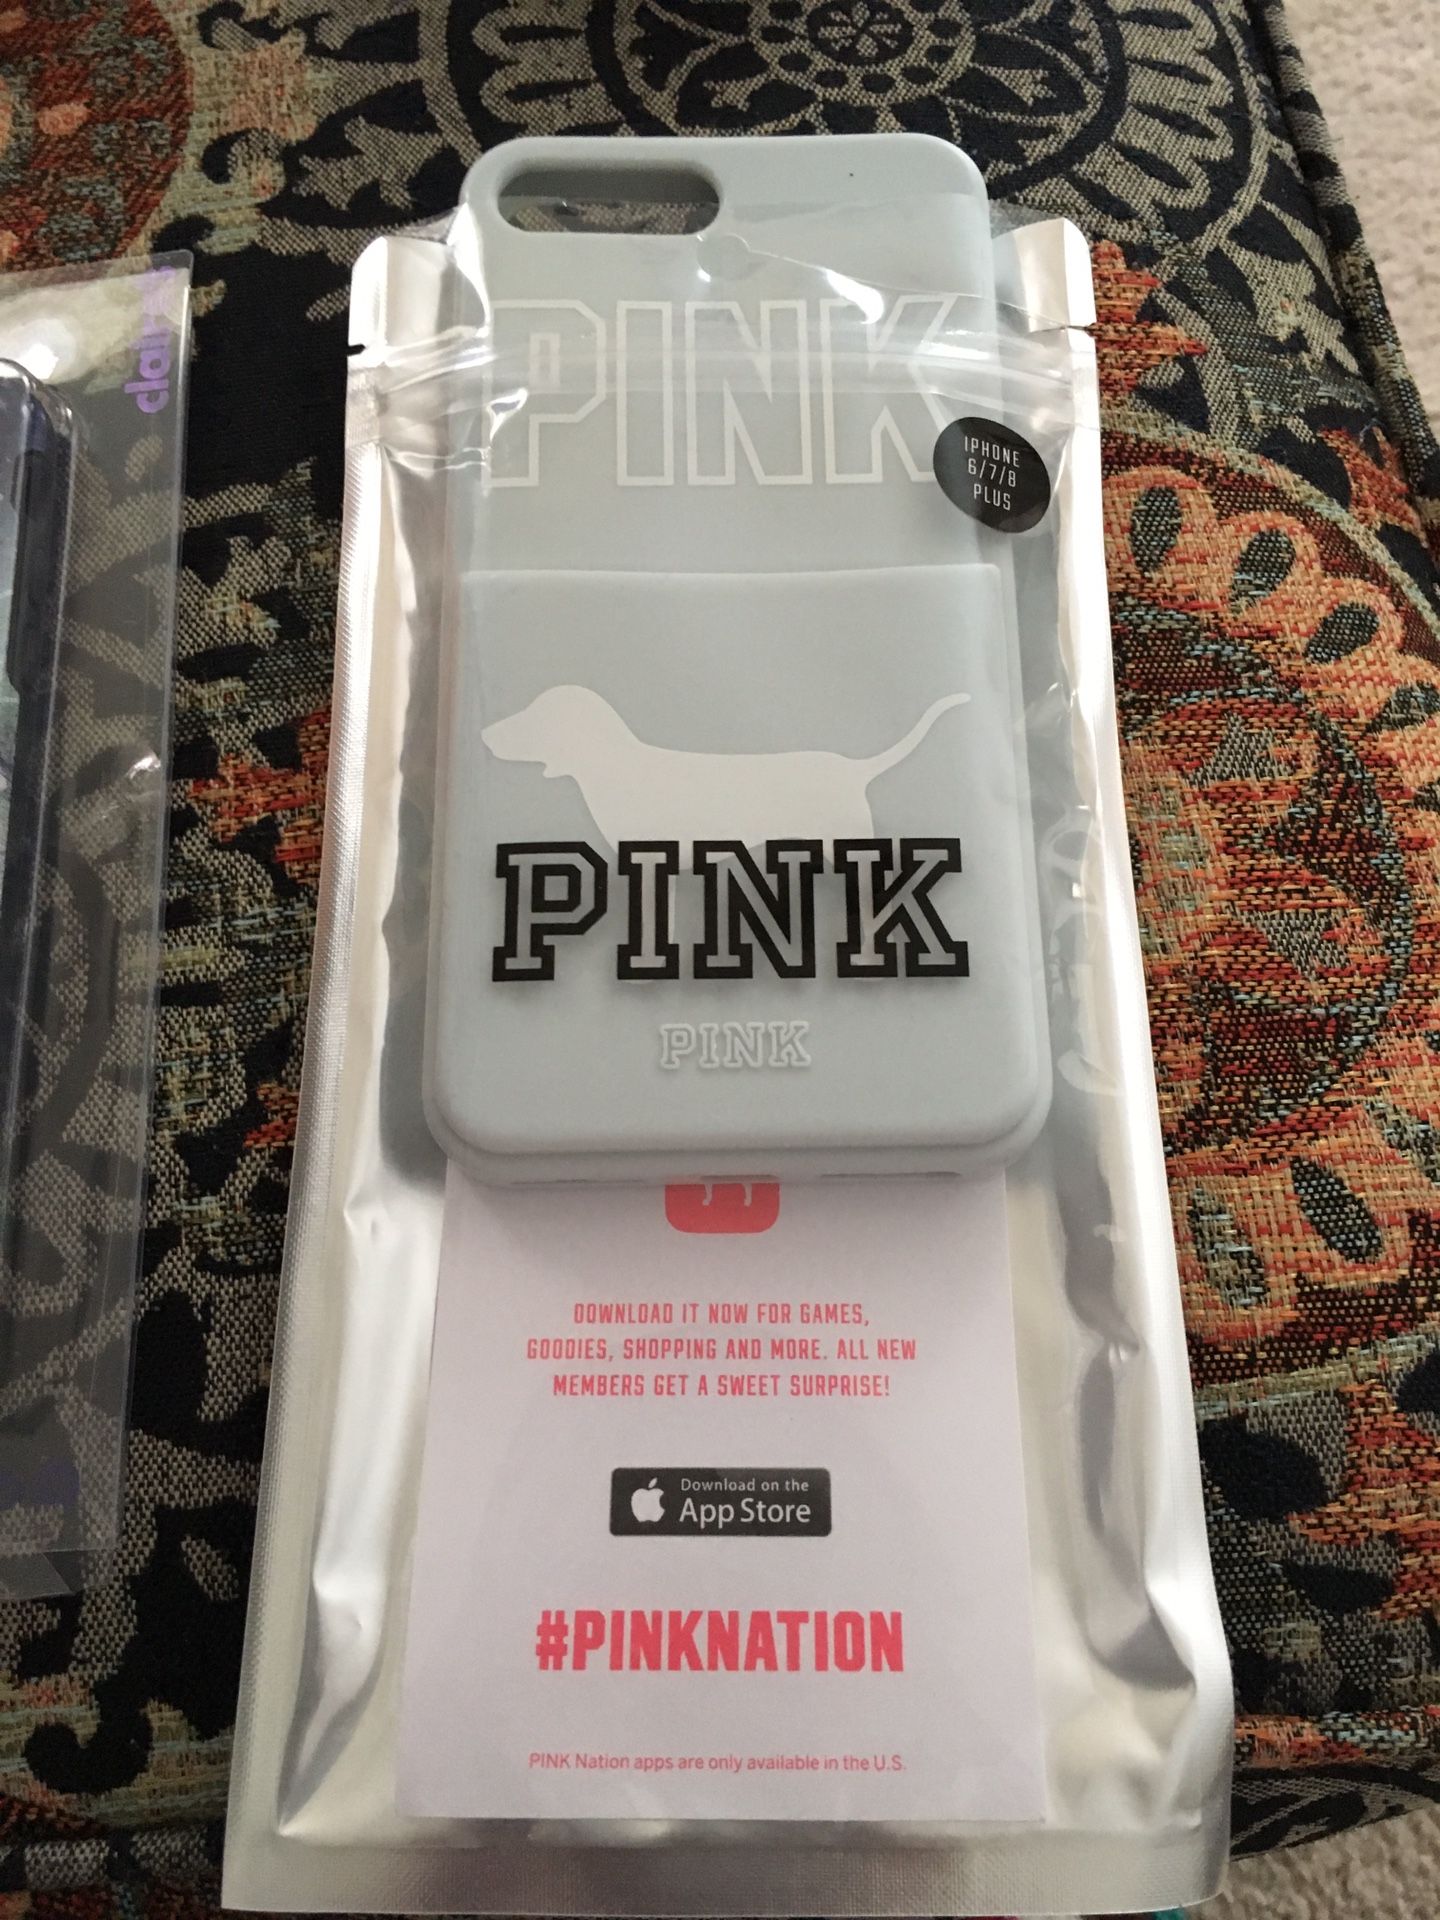 claire's
PINK
IPHONE
6/7/8
PLUS
PINK
PINK
DOWNLOAD IT NOW FOR GAMES,
GOODIES, SHOPPING AND MORE. ALL NEW
MEMBERS GET A SWEET SURPRISE!
Download on the
App Store
#PINKNATION
PINK Nation apps are only available in the U.S.